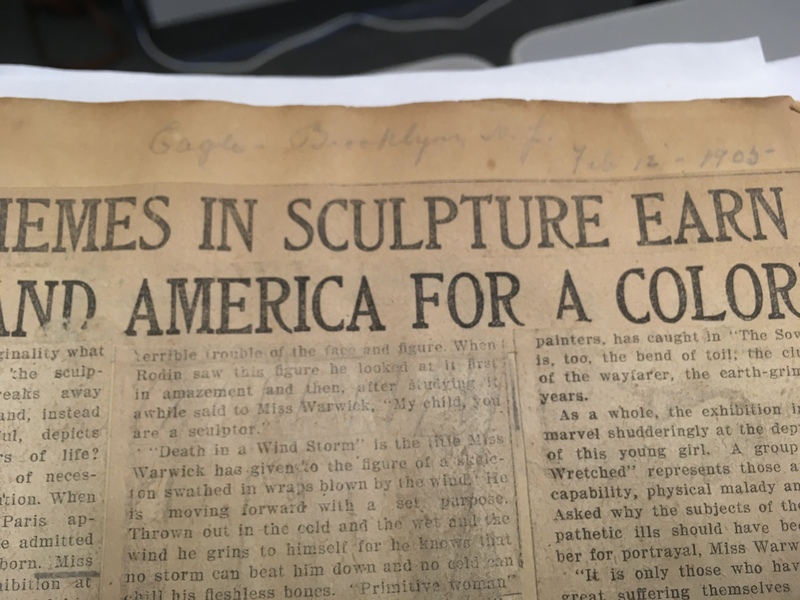 Eagle - Brooklyn N.Y.
Feb 12 - 1905
HEMES IN SCULPTURE EARN
AND AMERICA FOR A COLOR
ginality what
the sculp-
reaks away
and, instead
ful, depicts
rs of life?
of neces-
ation. When
Paris ap-
e admitted
born. Miss
hibition at
terrible trouble of the face and figure. When
Rodin saw this figure he looked at it first
in amazement and then, after studying it
awhile said to Miss Warwick, "My child, you
are a sculptor."
"Death in a Wind Storm" is the title Miss
Warwick has given to the figure of a skele-
ton swathed in wraps blown by the wind. He
is moving forward with a set purpose.
Thrown out in the cold and the wet and the
wind he grins to himself for he knows that
no storm can beat him down and no cold can
chill his fleshless bones. "Primitive woman"
painters, has caught in "The Sow
is, too, the bend of toil; the clu
of the wayfarer, the earth-grim
years.
As a whole, the exhibition i
marvel shudderingly at the dep
of this young girl. A group
Wretched" represents those a
capability, physical malady an
Asked why the subjects of the
pathetic ills should have bee
ber for portrayal, Miss Warw
"It is only those who hav
great suffering themselves